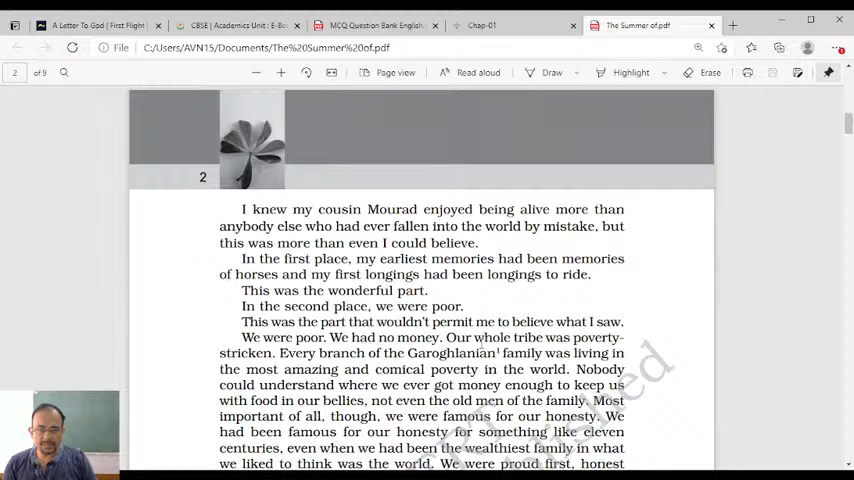 A Letter To God | First Flight
CBSE | Academics Unit : E-Bo
MCQ Question Bank English.
Chap-01
The Summer of.pdf
File
C:/Users/AVN15/Documents/The%20Summer%20of.pdf
2 of 9
Page view
Read aloud
Draw
Highlight
Erase
2
I knew my cousin Mourad enjoyed being alive more than
anybody else who had ever fallen into the world by mistake, but
this was more than even I could believe.
In the first place, my earliest memories had been memories
of horses and my first longings had been longings to ride.
This was the wonderful part.
In the second place, we were poor.
This was the part that wouldn't permit me to believe what I saw.
We were poor. We had no money. Our whole tribe was poverty-
stricken. Every branch of the Garoghlanian¹ family was living in
the most amazing and comical poverty in the world. Nobody
could understand where we ever got money enough to keep us
with food in our bellies, not even the old men of the family. Most
important of all, though, we were famous for our honesty. We
had been famous for our honesty for something like eleven
centuries, even when we had been the wealthiest family in what
we liked to think was the world. We were proud first, honest